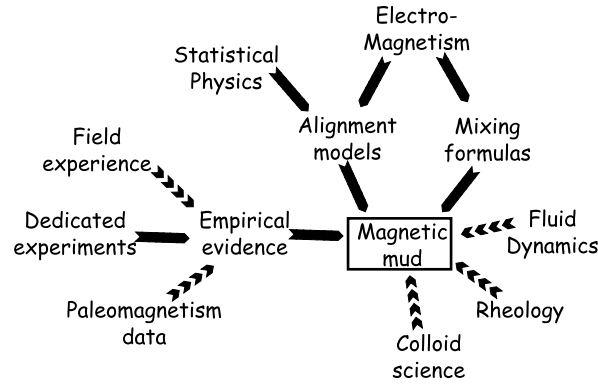 Electro-
Magnetism
Statistical
Physics
Alignment
models
Mixing
formulas
Field
experience
Dedicated
experiments
Empirical
evidence
Magnetic
mud
Fluid
Dynamics
Paleomagnetism
data
Rheology
Colloid
science